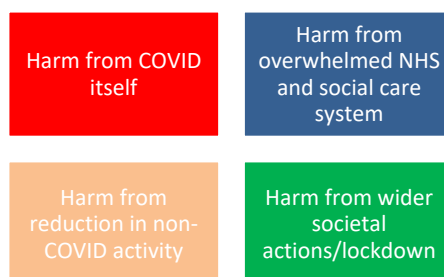 Harm from COVID
itself
Harm from
overwhelmed NHS
and social care
system
Harm from
reduction in non-
COVID activity
Harm from wider
societal
actions/lockdown